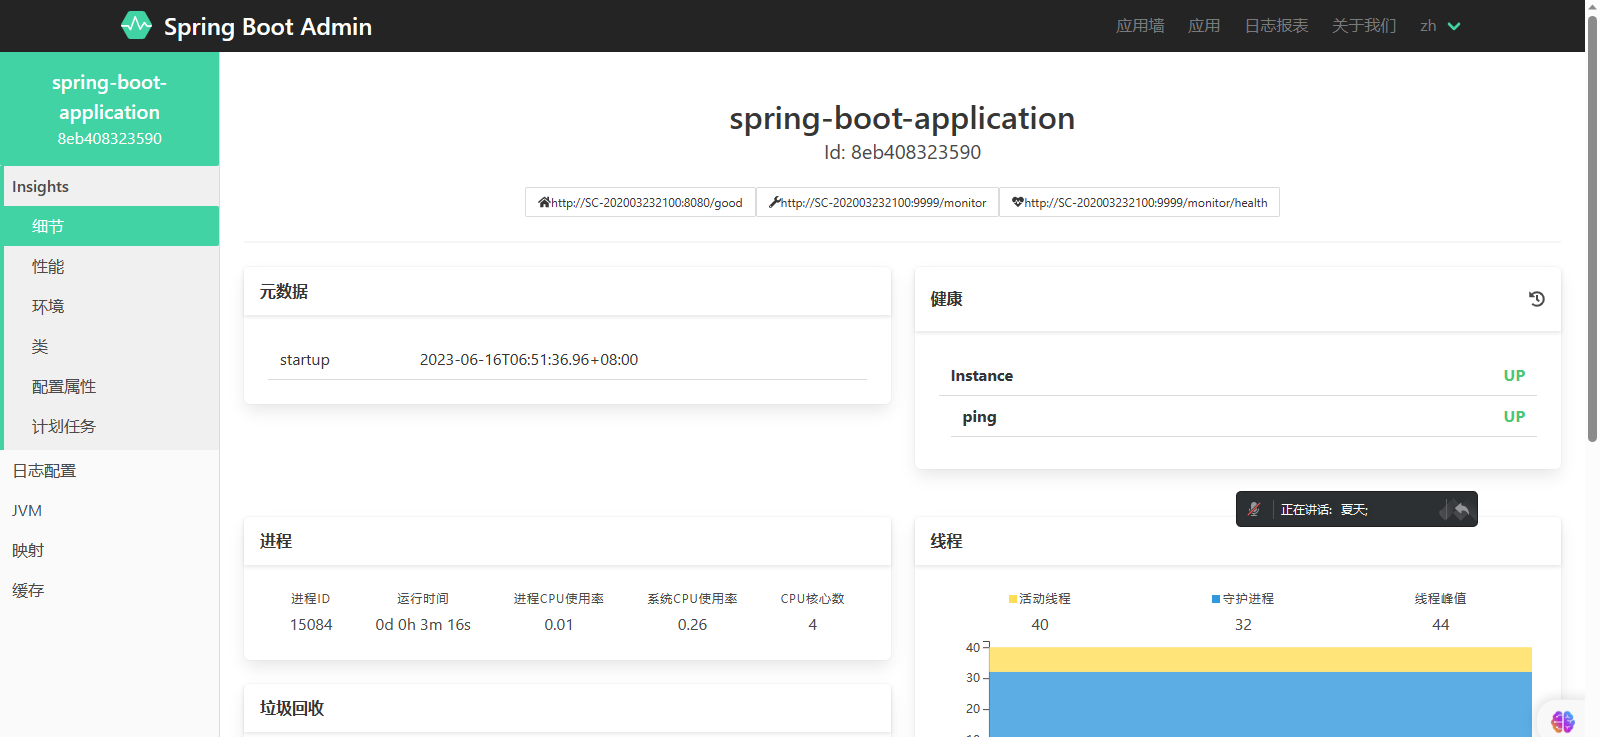 Spring Boot Admin
应用墙 应用 日志报表 关于我们 zh
spring-boot-
application
8eb408323590
Insights
细节
性能
环境
类
配置属性
计划任务
日志配置
JVM
映射
缓存
spring-boot-application
Id: 8eb408323590
http://SC-202003232100:8080/good http://SC-202003232100:9999/monitor http://SC-202003232100:9999/monitor/health
元数据
startup 2023-06-16T06:51:36.96+08:00
健康
Instance UP
ping UP
正在讲话: 夏天;
进程
进程ID 运行时间 进程CPU使用率 系统CPU使用率 CPU核心数
15084 0d 0h 3m 16s 0.01 0.26 4
垃圾回收
线程
活动线程 守护进程 线程峰值
40 32 44
40
30
20
10